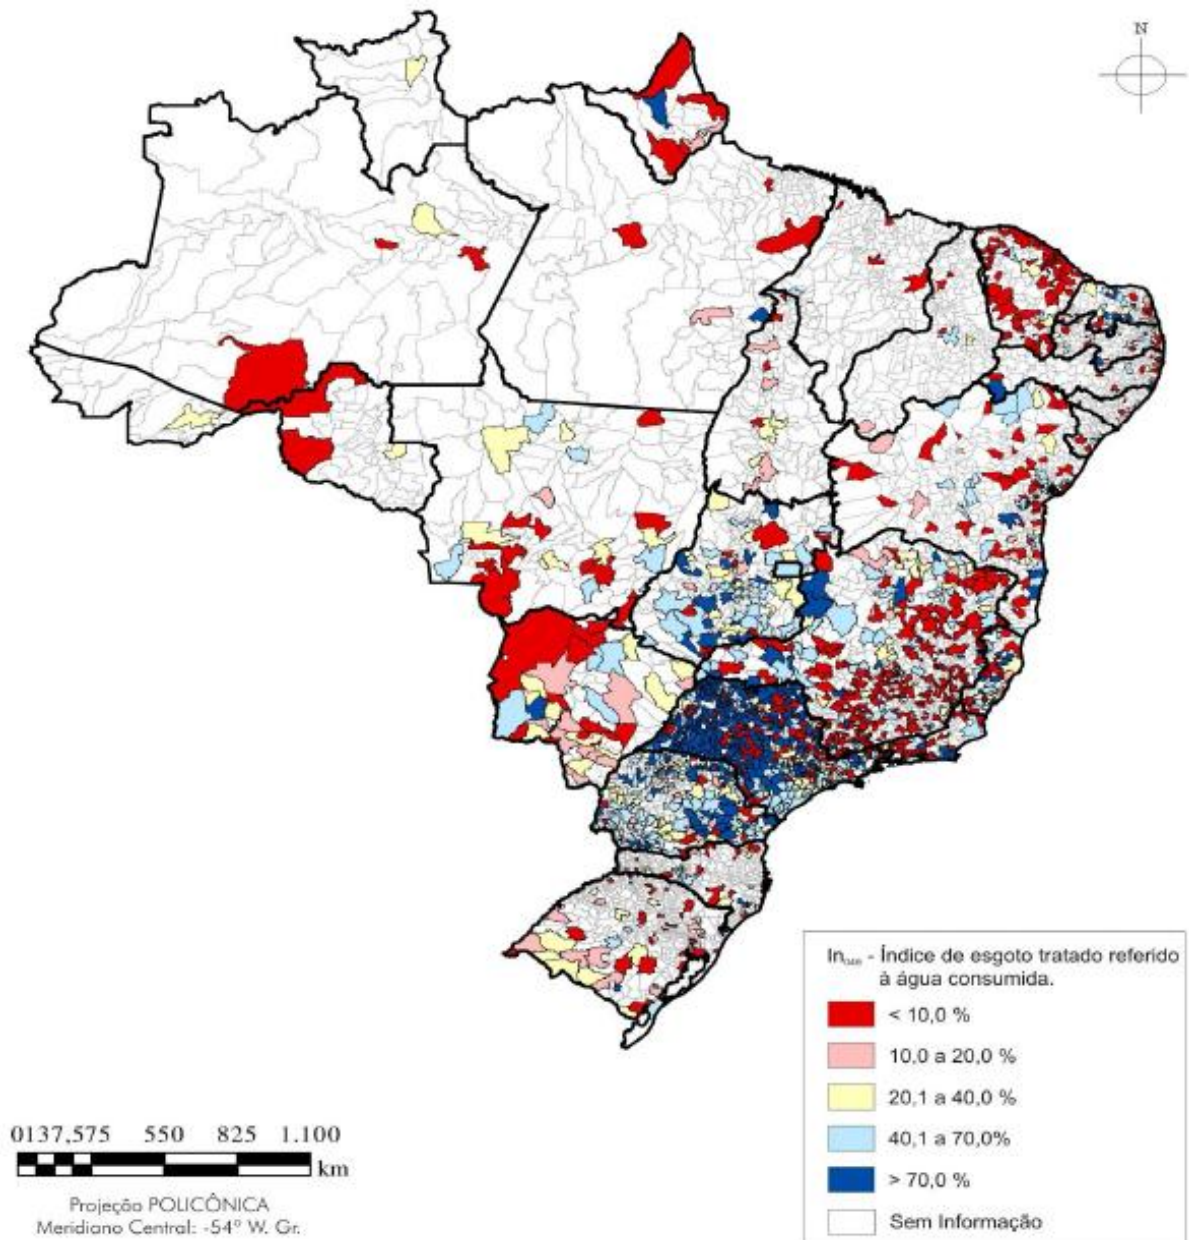 N
In₀₄₆ - Índice de esgoto tratado referido
à água consumida.
< 10,0 %
10,0 a 20,0 %
20,1 a 40,0 %
40,1 a 70,0%
> 70,0 %
Sem Informação
0137,575 550 825 1.100
km
Projeção POLICÔNICA
Meridiano Central: -54° W. Gr.